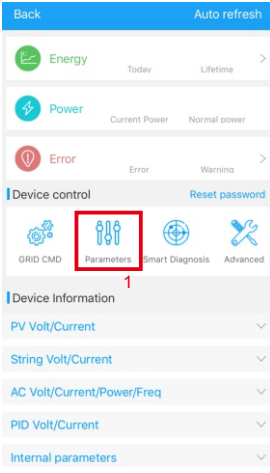 Back Auto refresh
Energy
Today Lifetime
Power
Current Power Normal power
Error
Error Warning
Device control Reset password
GRID CMD Parameters Smart Diagnosis Advanced
1
Device Information
PV Volt/Current
String Volt/Current
AC Volt/Current/Power/Freq
PID Volt/Current
Internal parameters